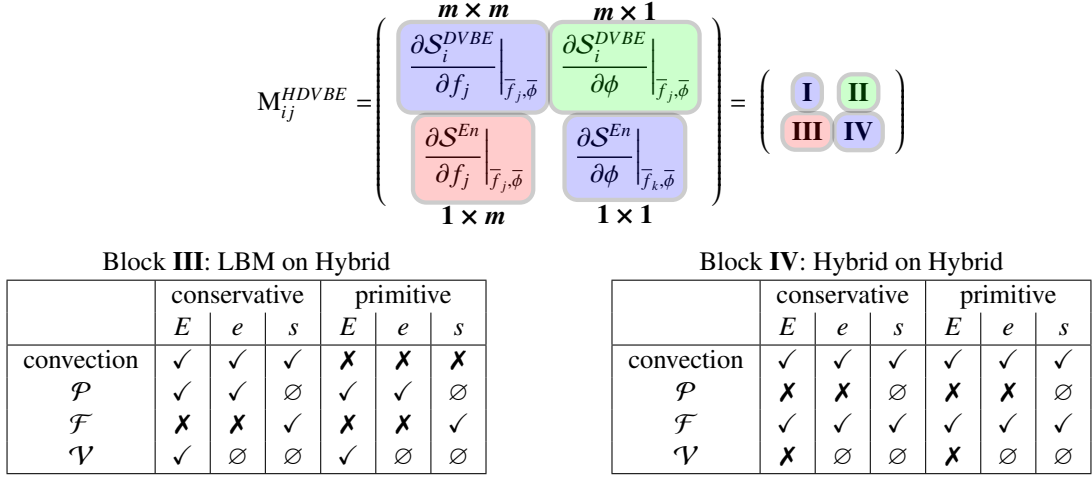 m × m m × 1
M_{ij}^{HDVBE} = ( ∂𝒮_i^{DVBE}/∂f_j |_{f̅_j,ϕ̅} ∂𝒮_i^{DVBE}/∂ϕ |_{f̅_j,ϕ̅} ) = ( I II )
( ∂𝒮^{En}/∂f_j |_{f̅_j,ϕ̅} ∂𝒮^{En}/∂ϕ |_{f̅_k,ϕ̅} ) ( III IV )
1 × m 1 × 1
Block III: LBM on Hybrid
conservative primitive
E e s E e s
convection ✓ ✓ ✓ ✗ ✗ ✗
𝒫 ✓ ✓ ∅ ✓ ✓ ∅
ℱ ✗ ✗ ✓ ✗ ✗ ✓
𝒱 ✓ ∅ ∅ ✓ ∅ ∅
Block IV: Hybrid on Hybrid
conservative primitive
E e s E e s
convection ✓ ✓ ✓ ✓ ✓ ✓
𝒫 ✗ ✗ ∅ ✗ ✗ ∅
ℱ ✓ ✓ ✓ ✓ ✓ ✓
𝒱 ✗ ∅ ∅ ✗ ∅ ∅